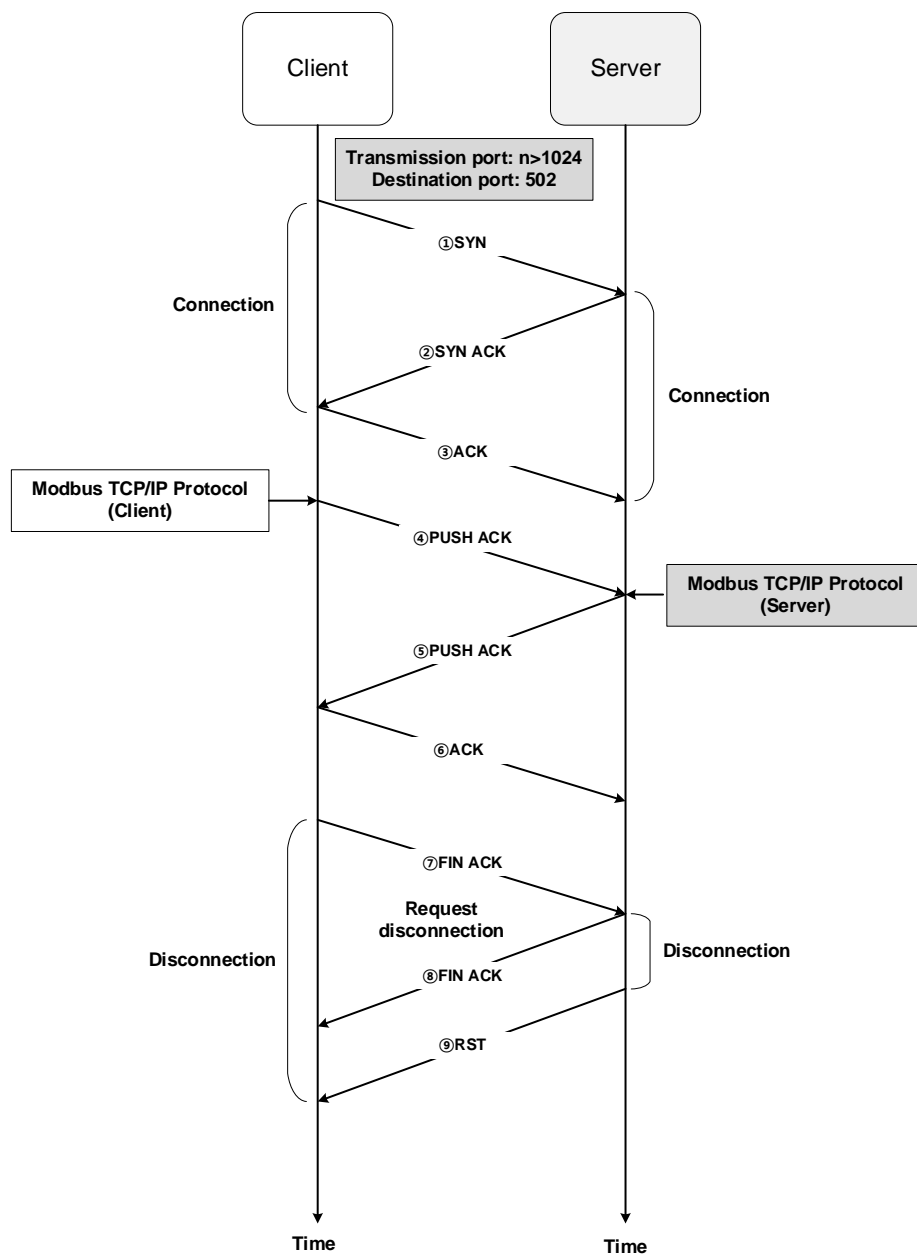 Client
Server
Transmission port: n>1024
Destination port: 502
①SYN
Connection
②SYN ACK
Connection
③ACK
Modbus TCP/IP Protocol
(Client)
④PUSH ACK
Modbus TCP/IP Protocol
(Server)
⑤PUSH ACK
⑥ACK
⑦FIN ACK
Request
disconnection
Disconnection
Disconnection
⑧FIN ACK
⑨RST
Time
Time